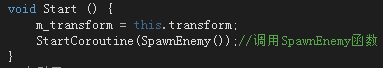 void Start () {
m_transform = this.transform;
StartCoroutine(SpawnEnemy());//调用SpawnEnemy函数
}